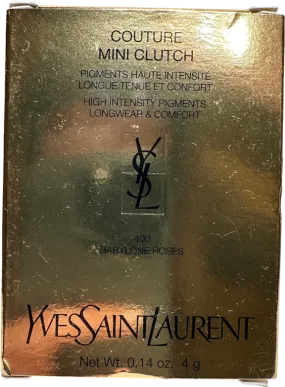 COUTURE
MINI CLUTCH
PIGMENTS HAUTE INTENSITÉ
LONGUE TENUE ET CONFORT
HIGH INTENSITY PIGMENTS
LONGWEAR & COMFORT
YSL
400
BABYLONE ROSES
YVESSAINTLAURENT
Net Wt. 0.14 oz. 4 g